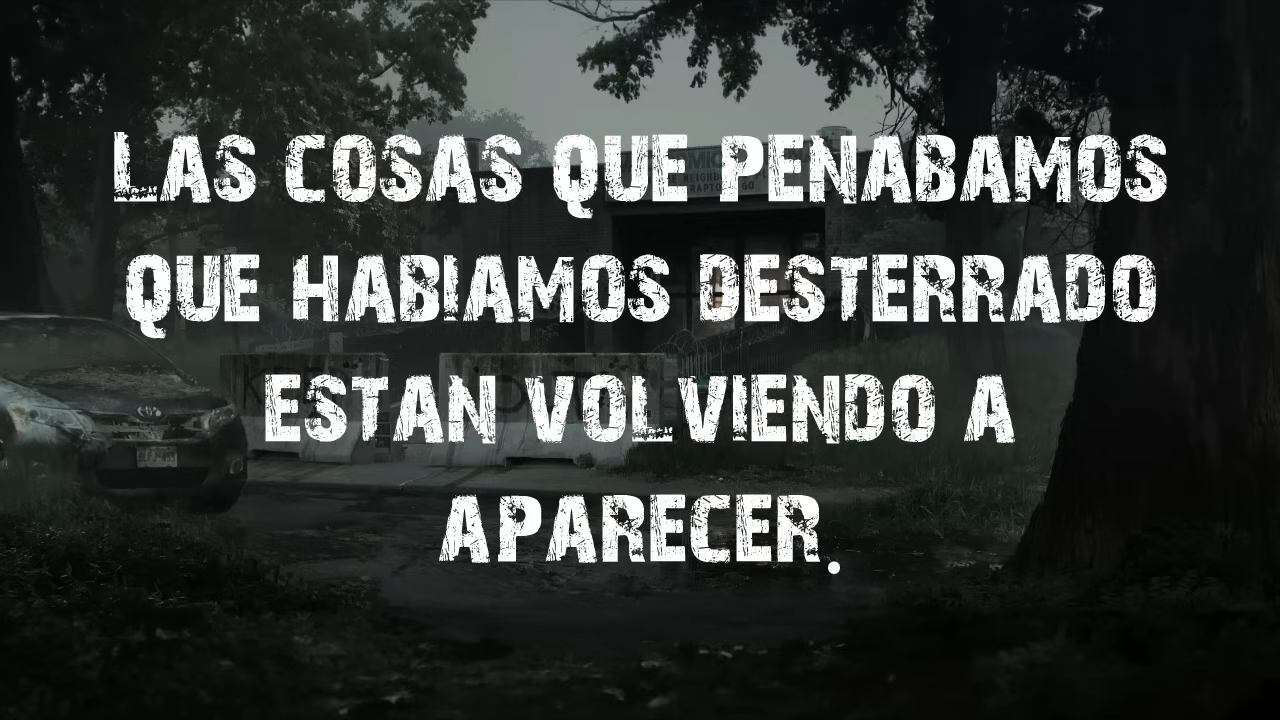 LAS COSAS QUE PENABAMOS
QUE HABIAMOS DESTERRADO
ESTAN VOLVIENDO A
APARECER.